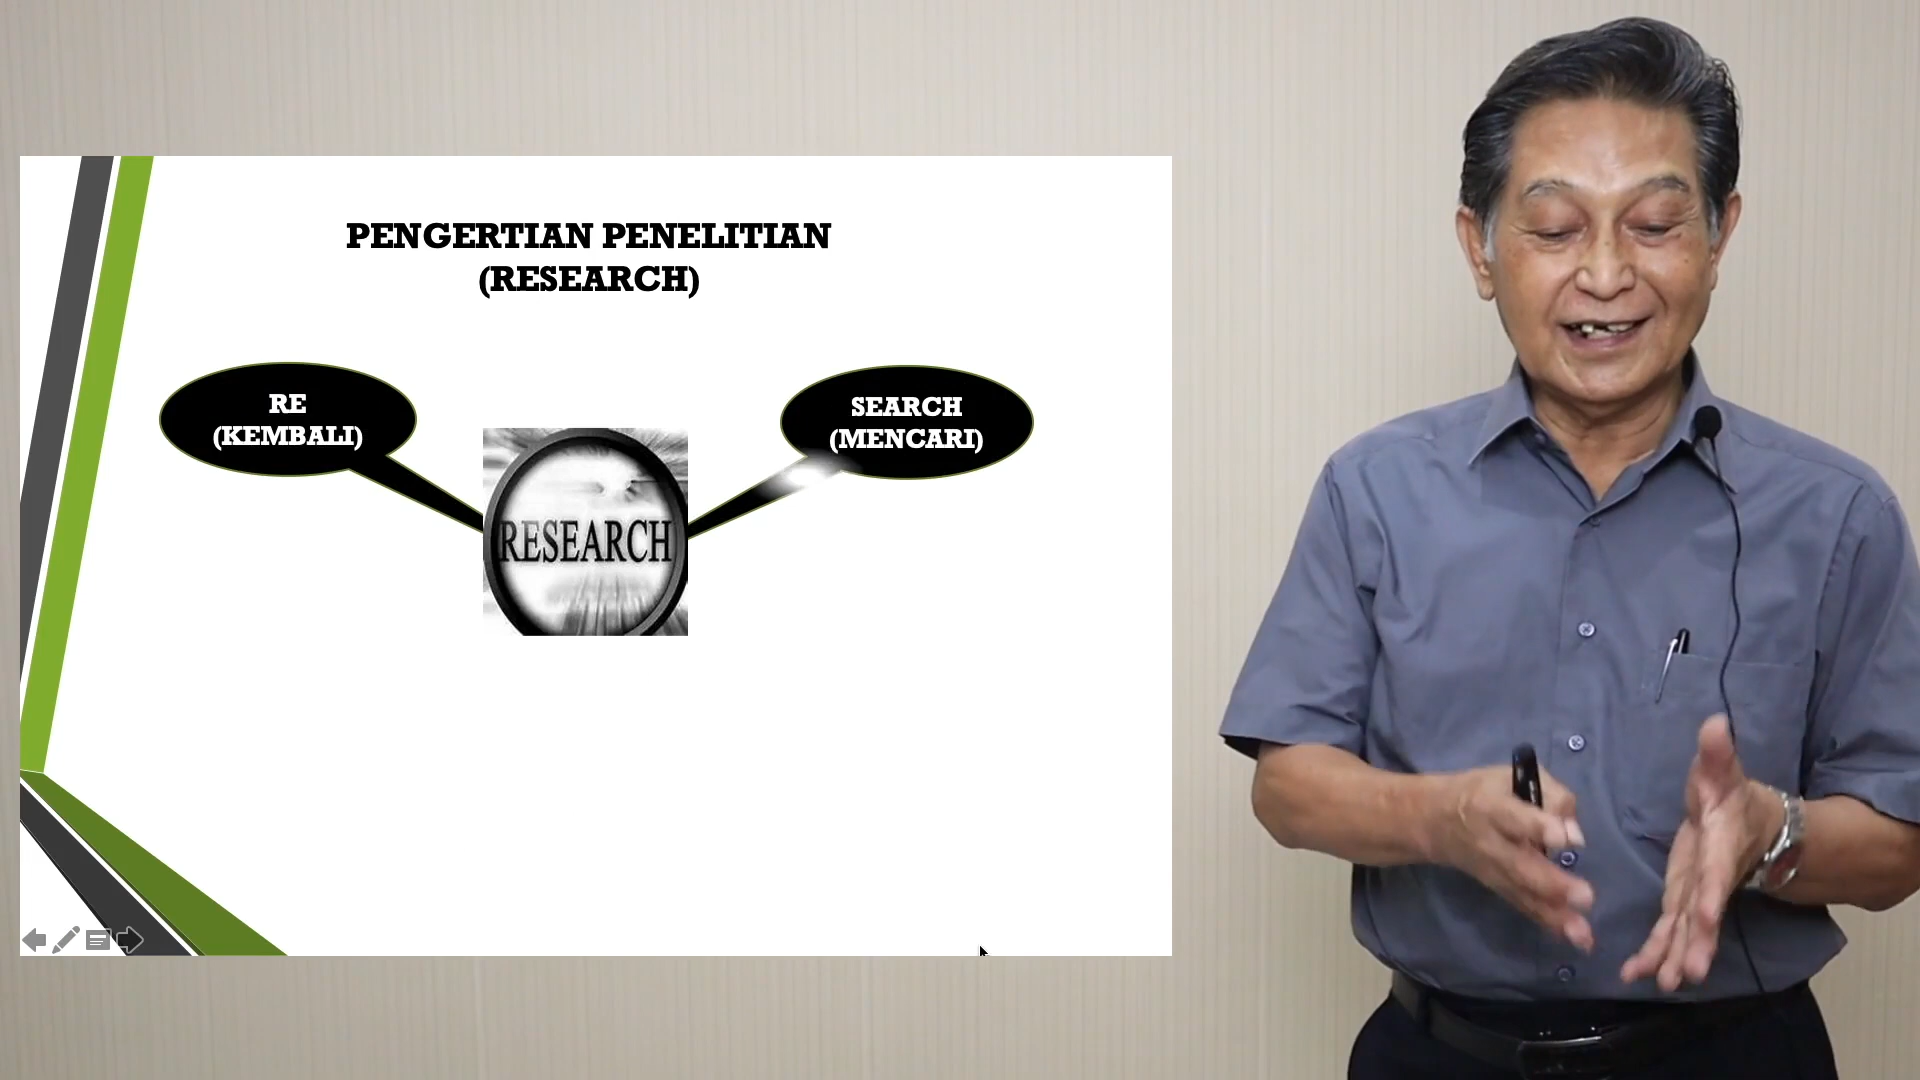 PENGERTIAN PENELITIAN
(RESEARCH)
RE
(KEMBALI)
SEARCH
(MENCARI)
RESEARCH